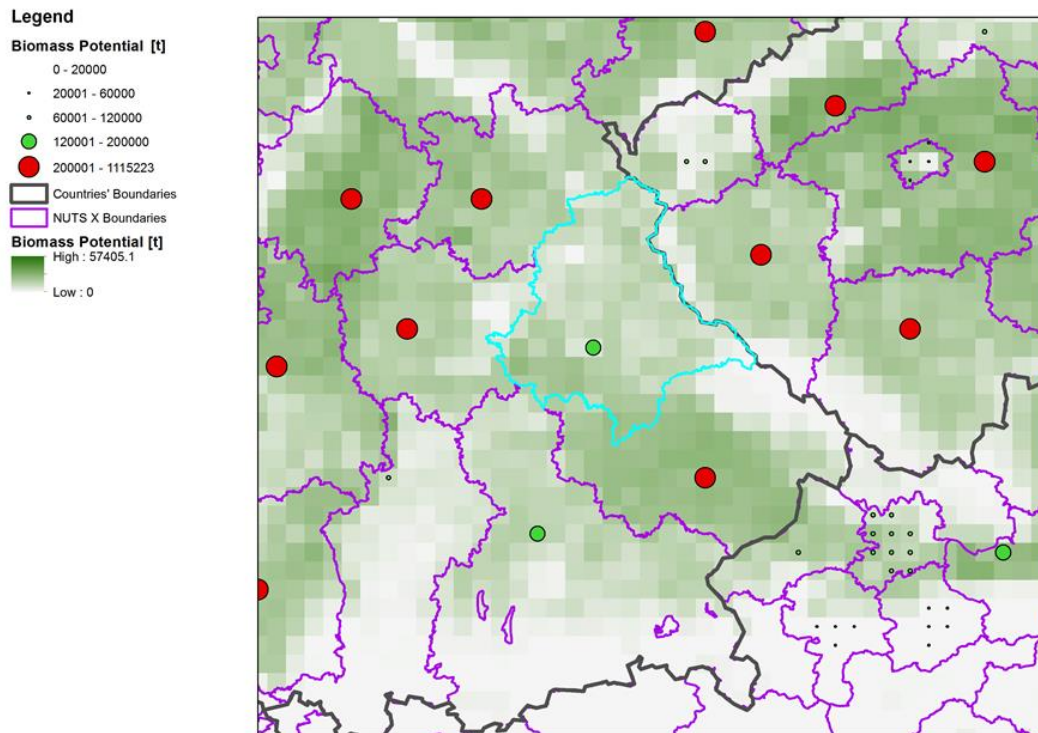 Legend
Biomass Potential [t]
0 - 20000
20001 - 60000
60001 - 120000
120001 - 200000
200001 - 1115223
Countries' Boundaries
NUTS X Boundaries
Biomass Potential [t]
High : 57405.1
Low : 0